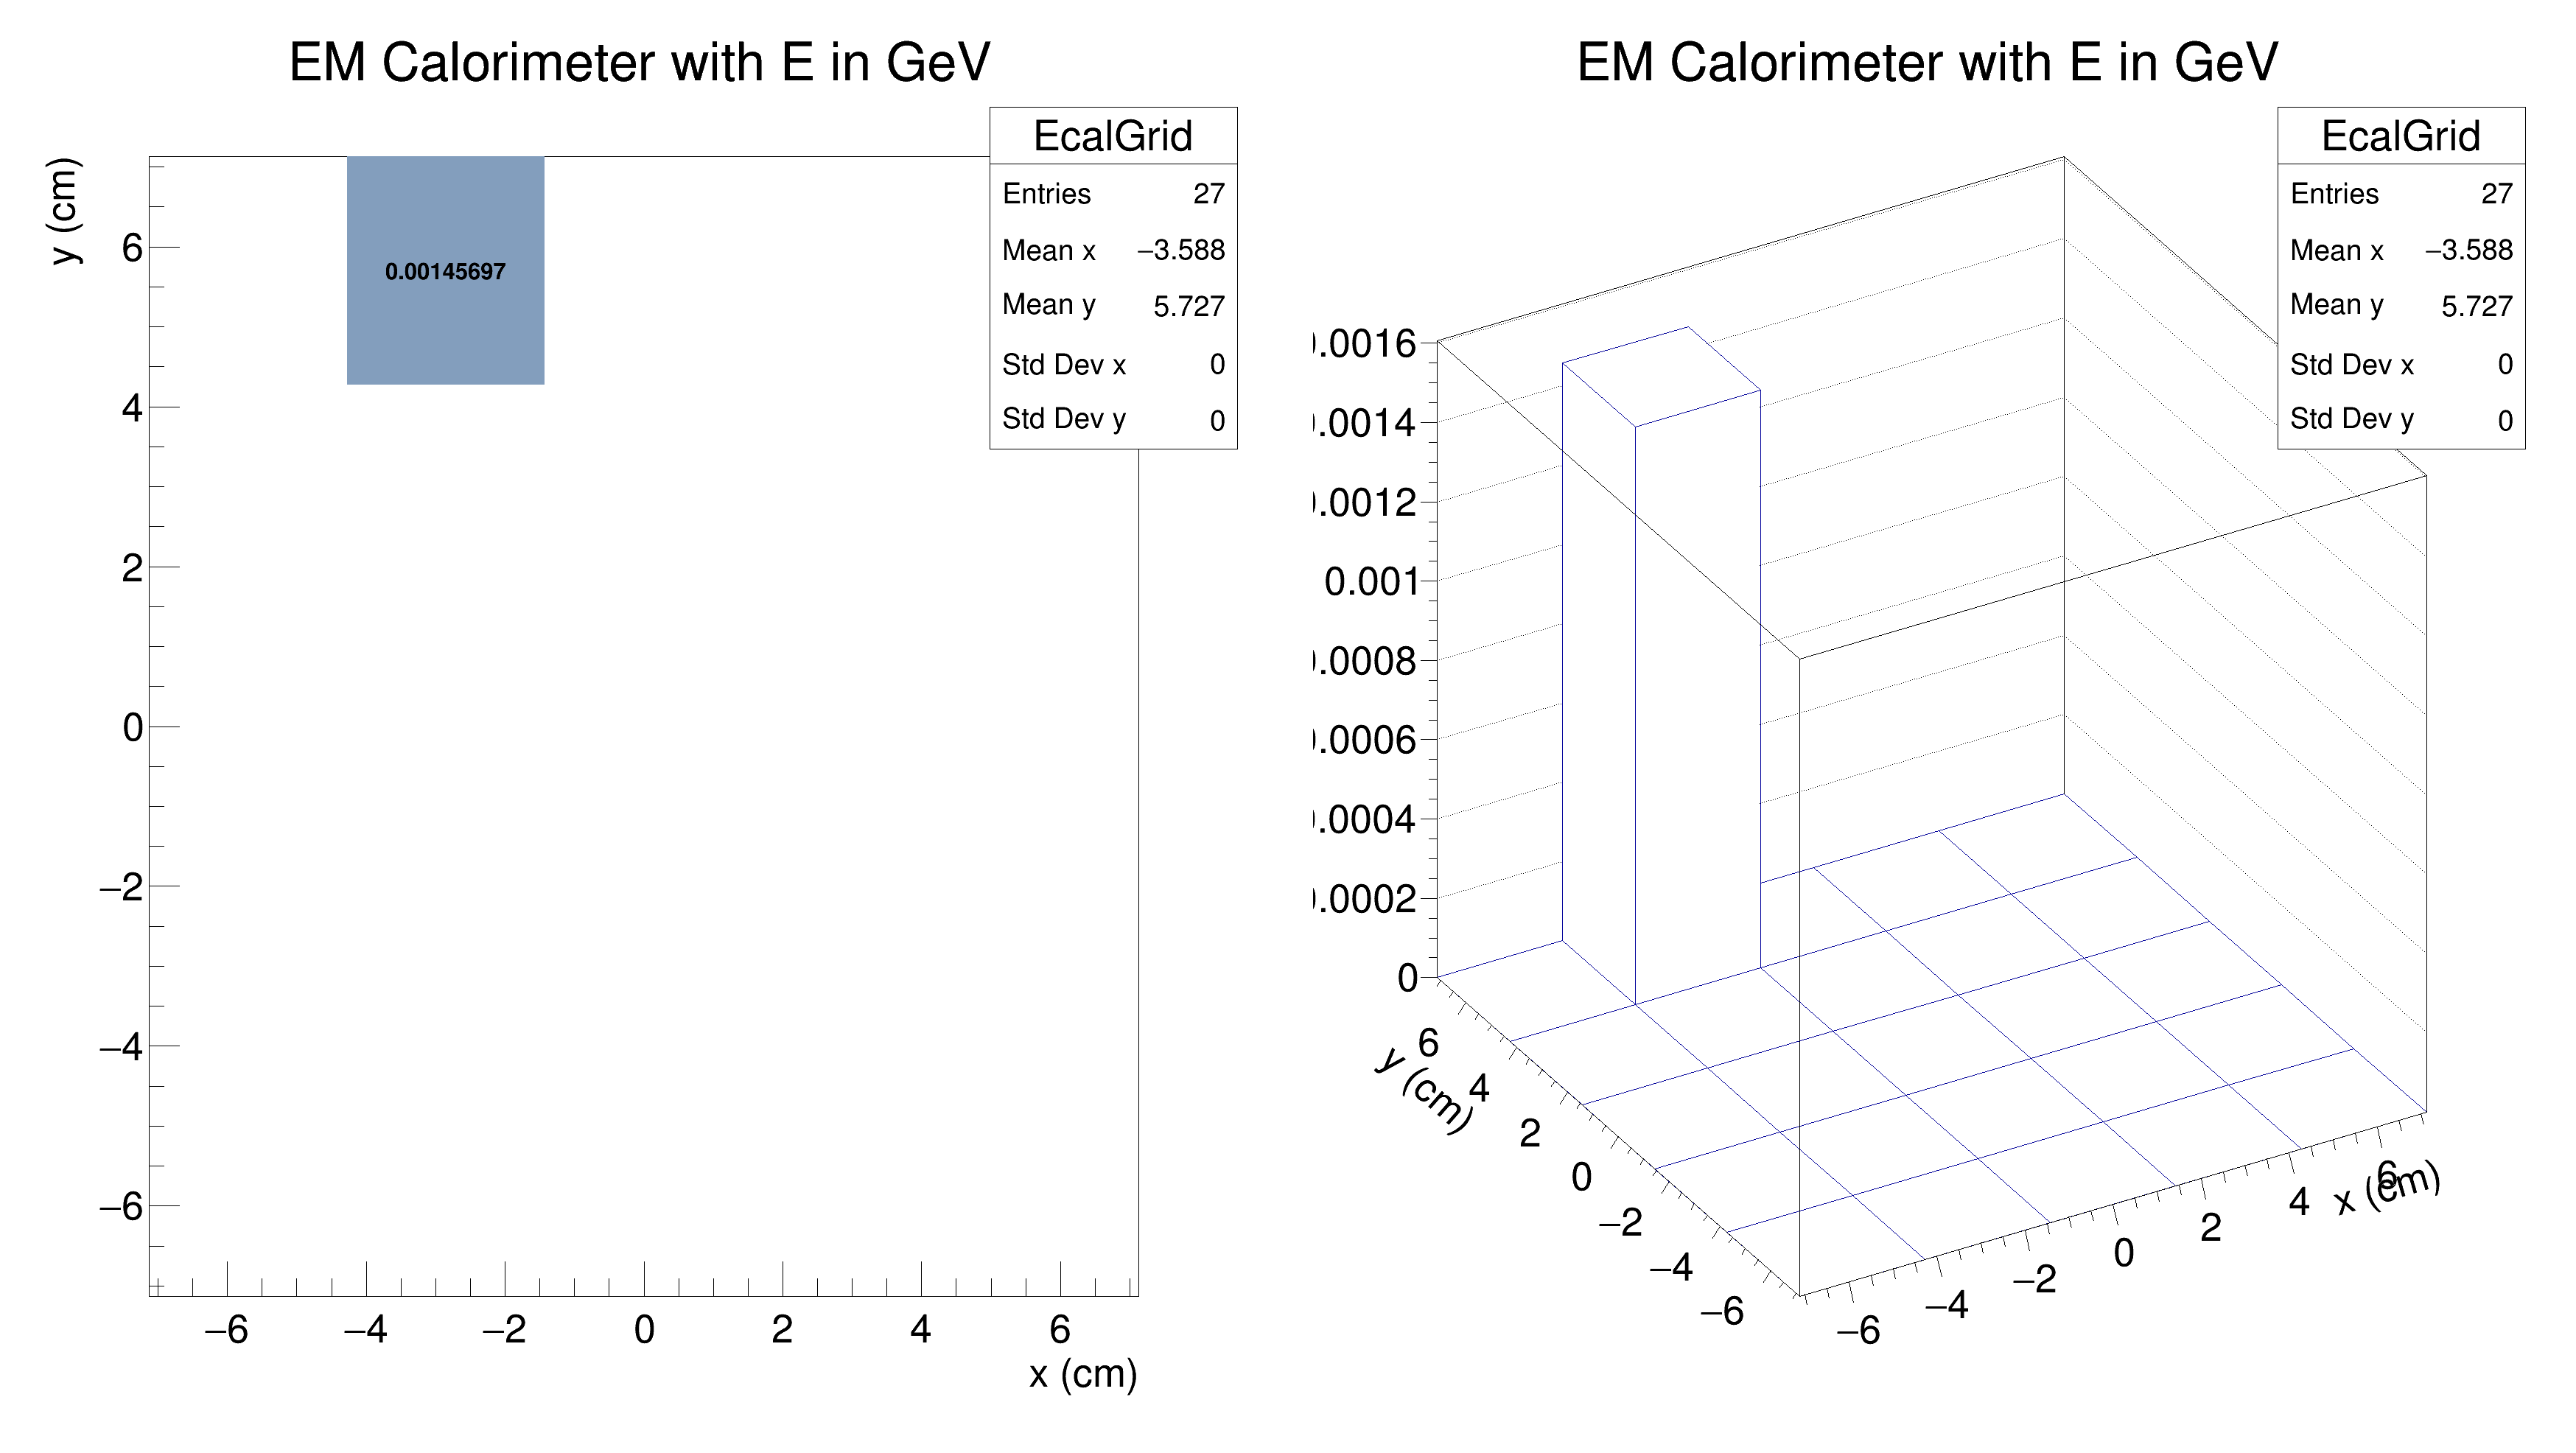 EM Calorimeter with E in GeV
EcalGrid
Entries 27
Mean x −3.588
Mean y 5.727
Std Dev x 0
Std Dev y 0
y (cm)
0.00145697
6
4
2
0
−2
−4
−6
−6 −4 −2 0 2 4 6
x (cm)
EM Calorimeter with E in GeV
EcalGrid
Entries 27
Mean x −3.588
Mean y 5.727
Std Dev x 0
Std Dev y 0
.0016
.0014
.0012
0.001
.0008
.0006
.0004
.0002
0
y (cm)
6
4
2
0
−2
−4
−6
−6 −4 −2 0 2 4 6
x (cm)